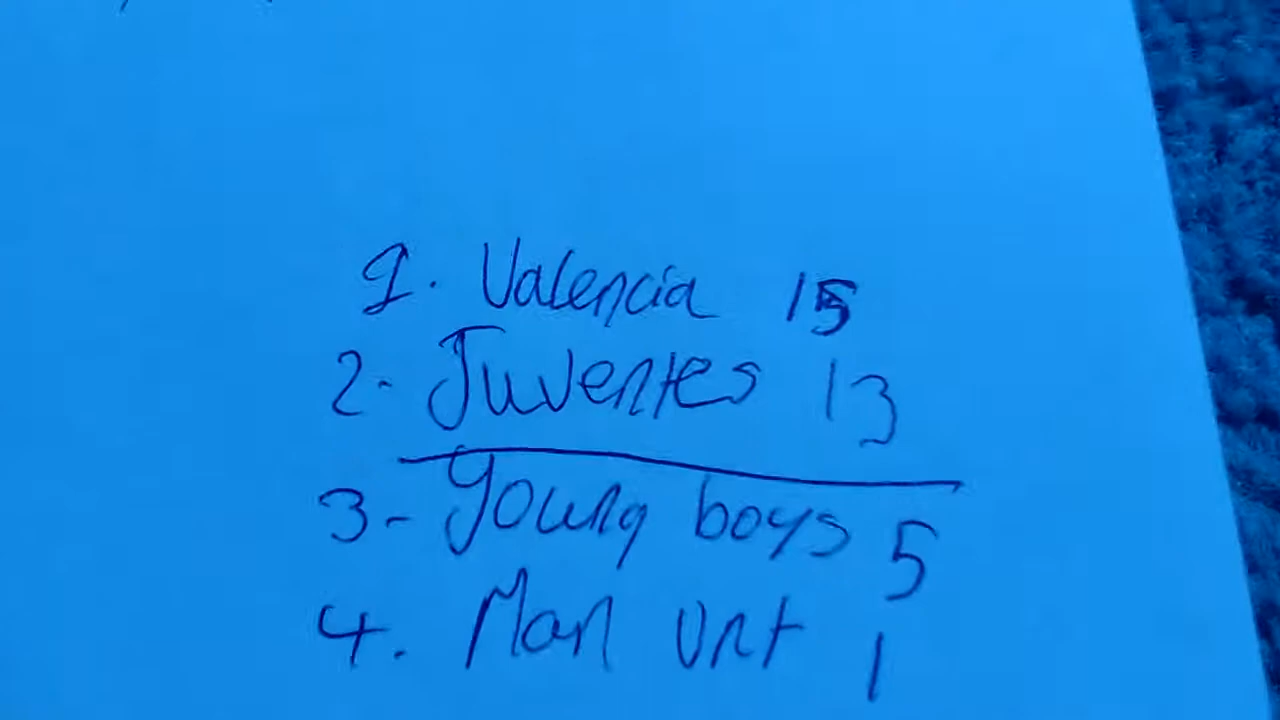 1. Valencia 15
2- Juventes 13
3- Young boys 5
4. Man Unt 1